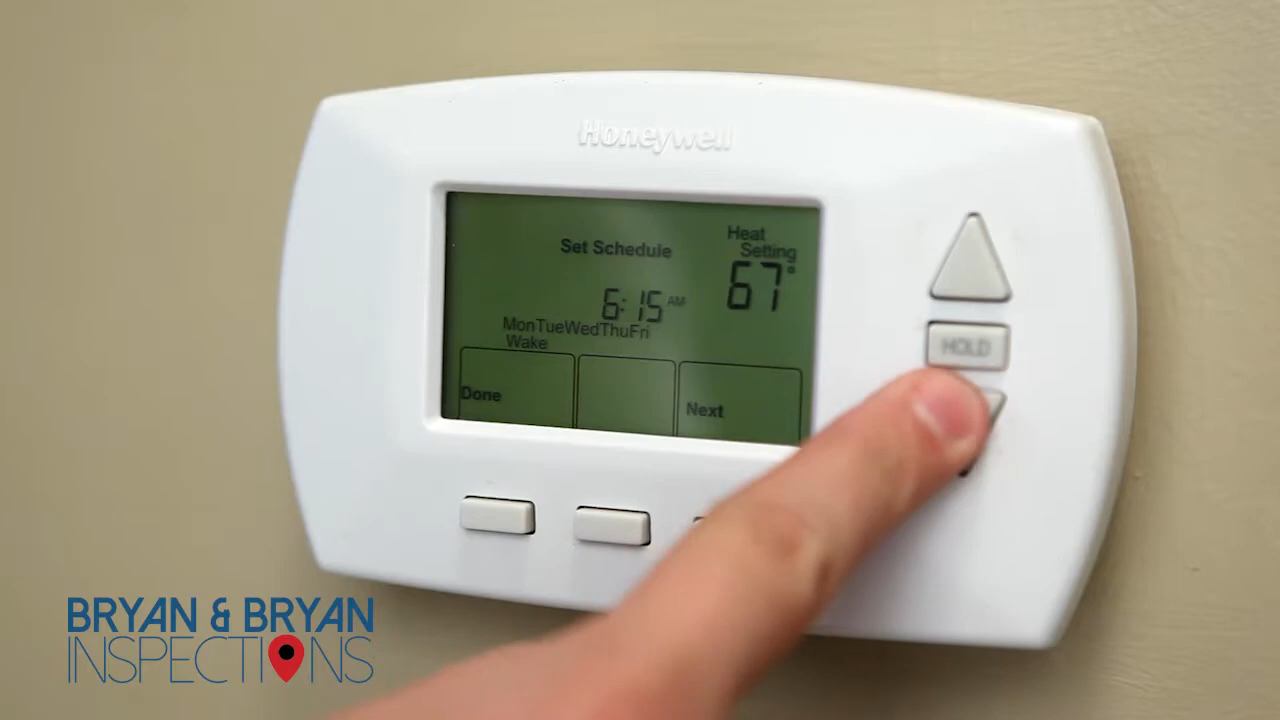 Honeywell
Heat
Setting
Set Schedule
67°
6:15 AM
MonTueWedThuFri
Wake
Done
Next
HOLD
BRYAN & BRYAN
INSPECTIONS